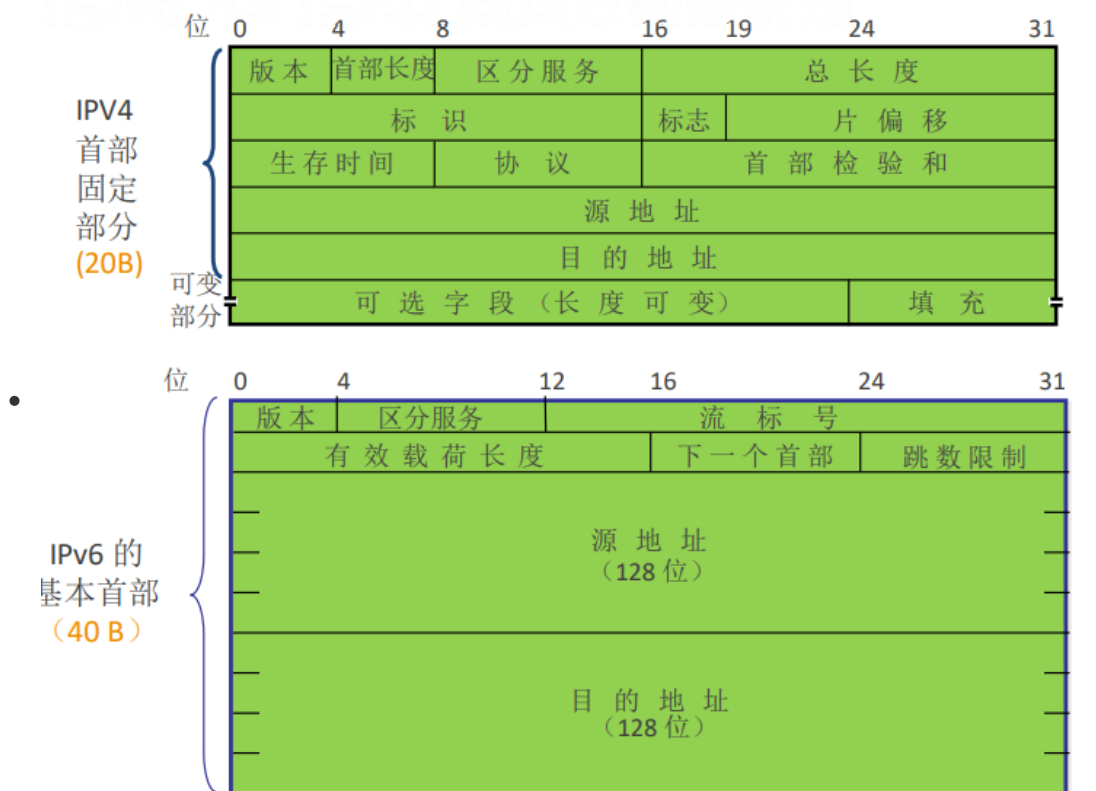 位 0 4 8 16 19 24 31
版本 首部长度 区分服务 总长度
标识 标志 片偏移
生存时间 协议 首部检验和
源地址
目的地址
可选字段（长度可变） 填充
IPV4
首部
固定
部分
(20B)
可变
部分
位 0 4 12 16 24 31
版本 区分服务 流标号
有效载荷长度 下一个首部 跳数限制
源地址
（128 位）
目的地址
（128 位）
IPv6 的
基本首部
（40 B）